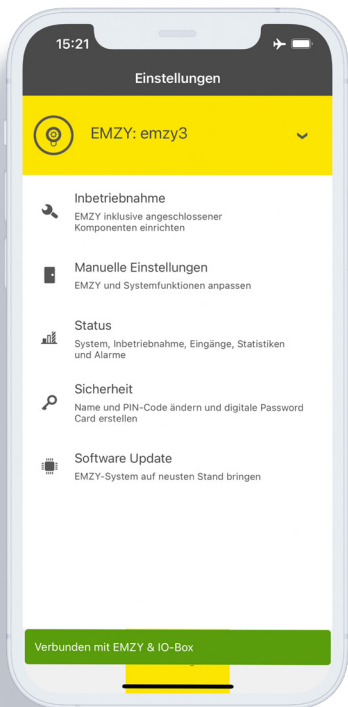 15:21
Einstellungen
EMZY: emzy3
Inbetriebnahme
EMZY inklusive angeschlossener
Komponenten einrichten
Manuelle Einstellungen
EMZY und Systemfunktionen anpassen
Status
System, Inbetriebnahme, Eingänge, Statistiken
und Alarme
Sicherheit
Name und PIN-Code ändern und digitale Password
Card erstellen
Software Update
EMZY-System auf neusten Stand bringen
Verbunden mit EMZY & IO-Box